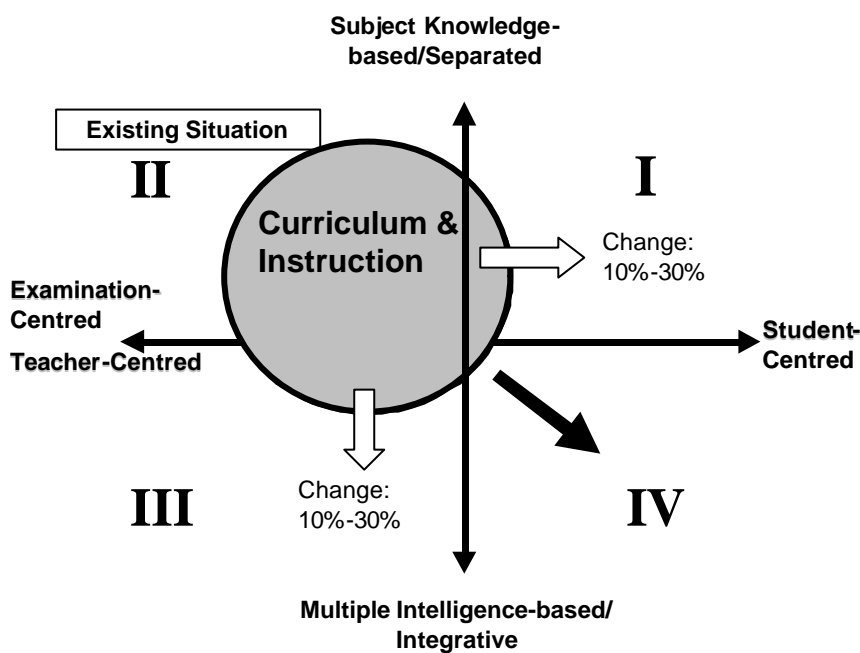 Subject Knowledge-
based/Separated
Existing Situation
II
I
Curriculum &
Instruction
Change:
10%-30%
Examination-
Centred
Teacher-Centred
Student-
Centred
III
Change:
10%-30%
IV
Multiple Intelligence-based/
Integrative